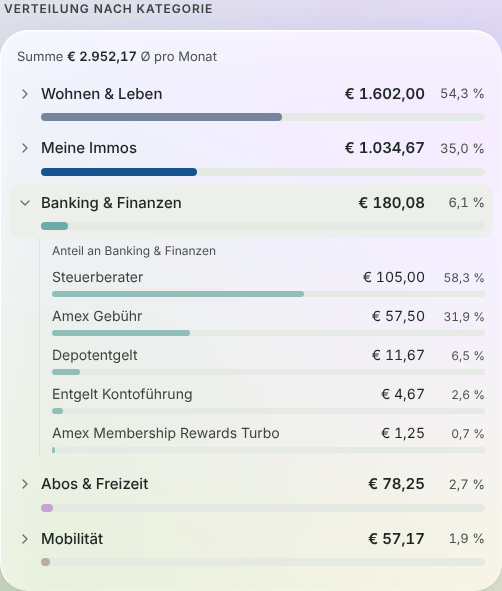 VERTEILUNG NACH KATEGORIE
Summe € 2.952,17 Ø pro Monat
Wohnen & Leben € 1.602,00 54,3 %
Meine Immos € 1.034,67 35,0 %
Banking & Finanzen € 180,08 6,1 %
Anteil an Banking & Finanzen
Steuerberater € 105,00 58,3 %
Amex Gebühr € 57,50 31,9 %
Depotentgelt € 11,67 6,5 %
Entgelt Kontoführung € 4,67 2,6 %
Amex Membership Rewards Turbo € 1,25 0,7 %
Abos & Freizeit € 78,25 2,7 %
Mobilität € 57,17 1,9 %